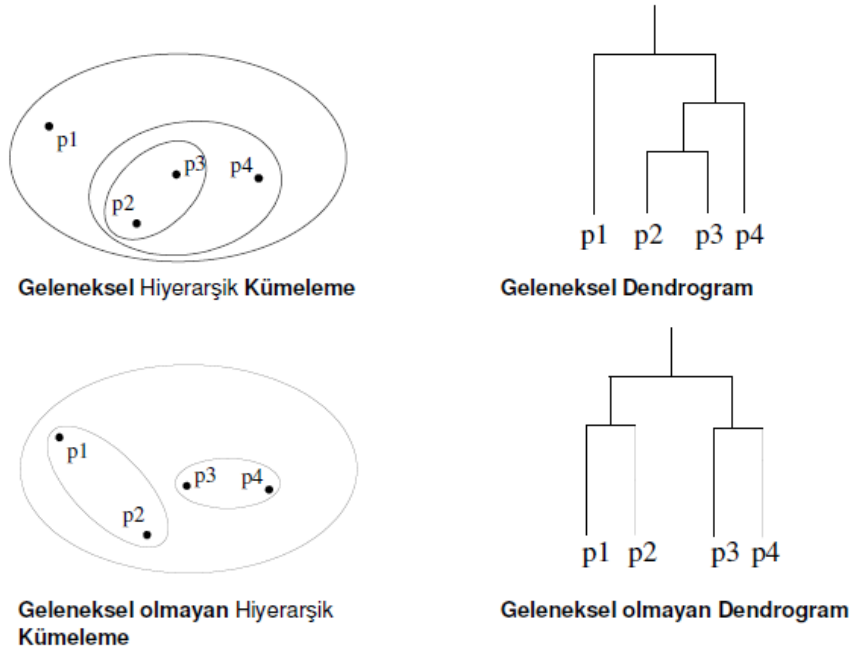 p1
p3
p4
p2
p1 p2 p3 p4
Geleneksel Hiyerarşik Kümeleme
Geleneksel Dendrogram
p1
p3 p4
p2
p1 p2 p3 p4
Geleneksel olmayan Hiyerarşik
Kümeleme
Geleneksel olmayan Dendrogram